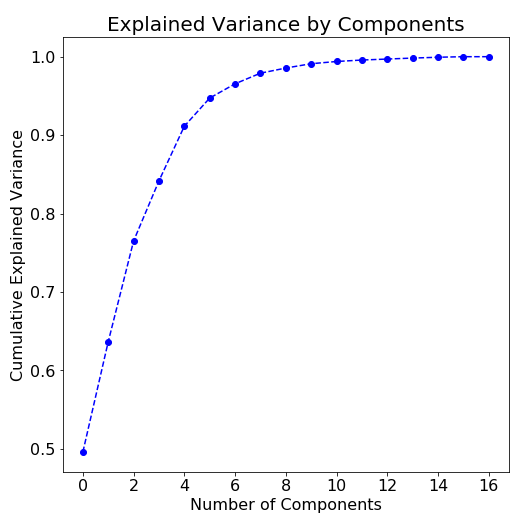 Explained Variance by Components
Cumulative Explained Variance
1.0
0.9
0.8
0.7
0.6
0.5
0 2 4 6 8 10 12 14 16
Number of Components